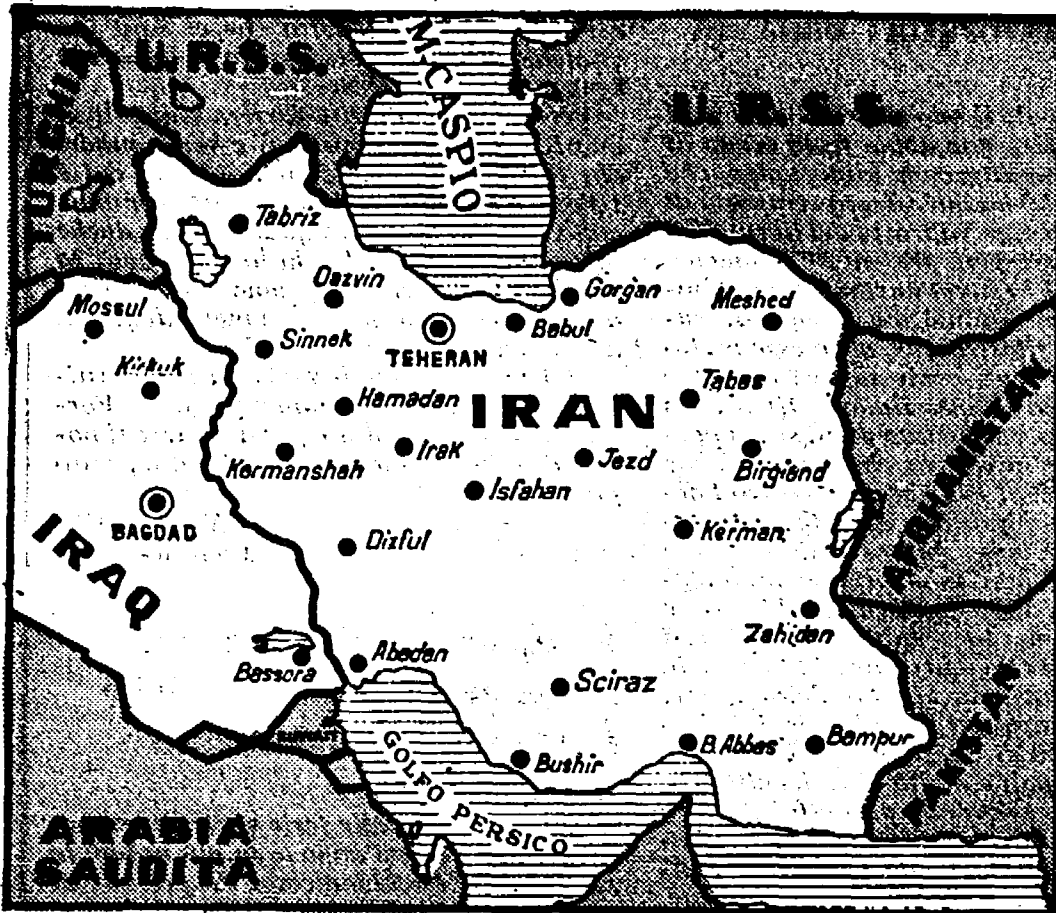 U.R.S.S.
M-CASPIO
U.R.S.S.
TURCHIA
Tabriz
Qazvin
Gorgan
Meshed
Mossul
Babul
Sinnek
TEHERAN
Kirkuk
Tabas
Hamadan
IRAN
Irak
Jezd
Kermanshah
Birgiend
Isfahan
AFGHANISTAN
BAGDAD
Dizful
Kerman
IRAQ
Zahidan
Abadan
Bassora
Sciraz
PAKISTAN
B. Abbas
Bampur
Bushir
GOLFO PERSICO
ARABIA
SAUDITA